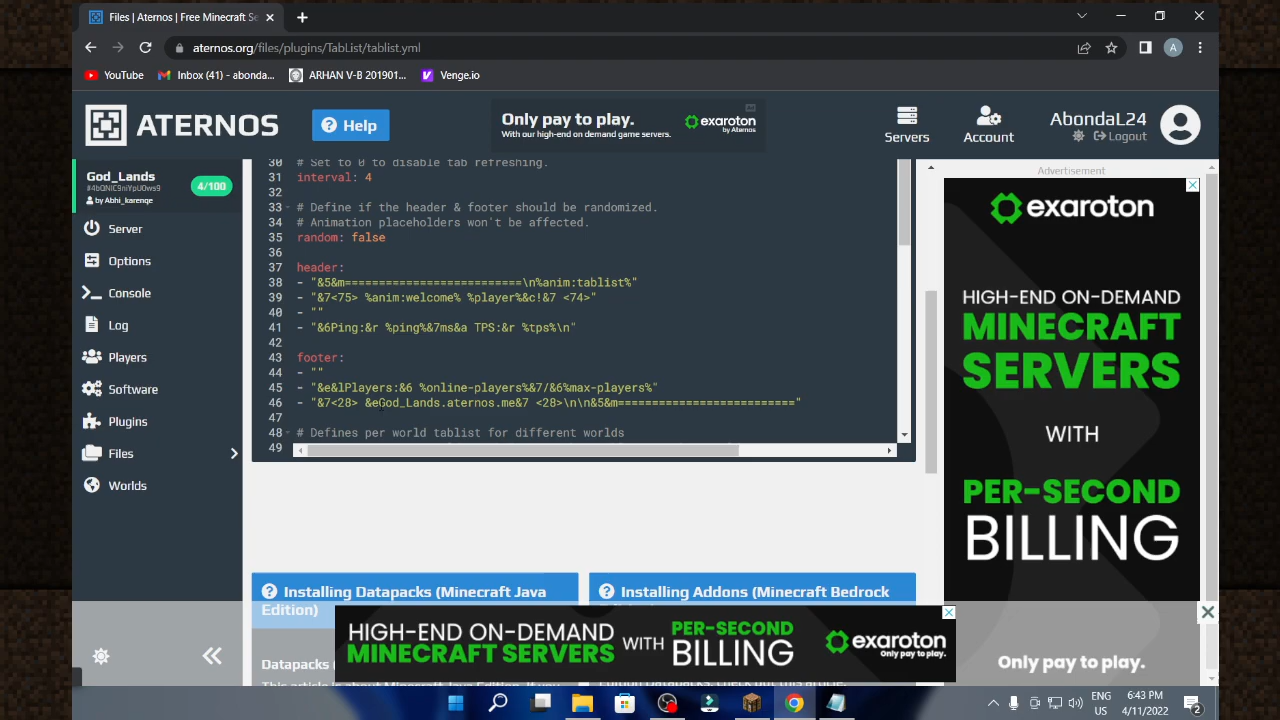 Files | Aternos | Free Minecraft Se
aternos.org/files/plugins/TabList/tablist.yml
A
YouTube
Inbox (41) - abonda...
ARHAN V-B 201901...
Venge.io
ATERNOS
Help
Only pay to play.
With our high-end on demand game servers.
exaroton
by Aternos
Ad
Servers
Account
AbondaL24
Logout
God_Lands
by Abhi_karenge
4/100
Server
Options
Console
Log
Players
Software
Plugins
Files
Worlds
30 # Set to 0 to disable tab refreshing.
31 interval: 4
32
33 # Define if the header & footer should be randomized.
34 # Animation placeholders won't be affected.
35 random: false
36
37 header:
38 - "&5&m==========================\n%anim:tablist%"
39 - "&7<75> %anim:welcome% %player%&c!&7 <74>"
40 - ""
41 - "&6Ping:&r %ping%&7ms&a TPS:&r %tps%\n"
42
43 footer:
44 - ""
45 - "&e&lPlayers:&6 %online-players%&7/&6%max-players%"
46 - "&7<28> &eGod_Lands.aternos.me&7 <28>\n\n&5&m=========================="
47
48 # Defines per world tablist for different worlds
49
Advertisement
exaroton
HIGH-END ON-DEMAND
MINECRAFT
SERVERS
WITH
PER-SECOND
BILLING
Only pay to play.
Installing Datapacks (Minecraft Java
Edition)
Installing Addons (Minecraft Bedrock
Datapacks
HIGH-END ON-DEMAND
MINECRAFT SERVERS
WITH
PER-SECOND
BILLING
exaroton
Only pay to play.
ENG
US
6:43 PM
4/11/2022
2